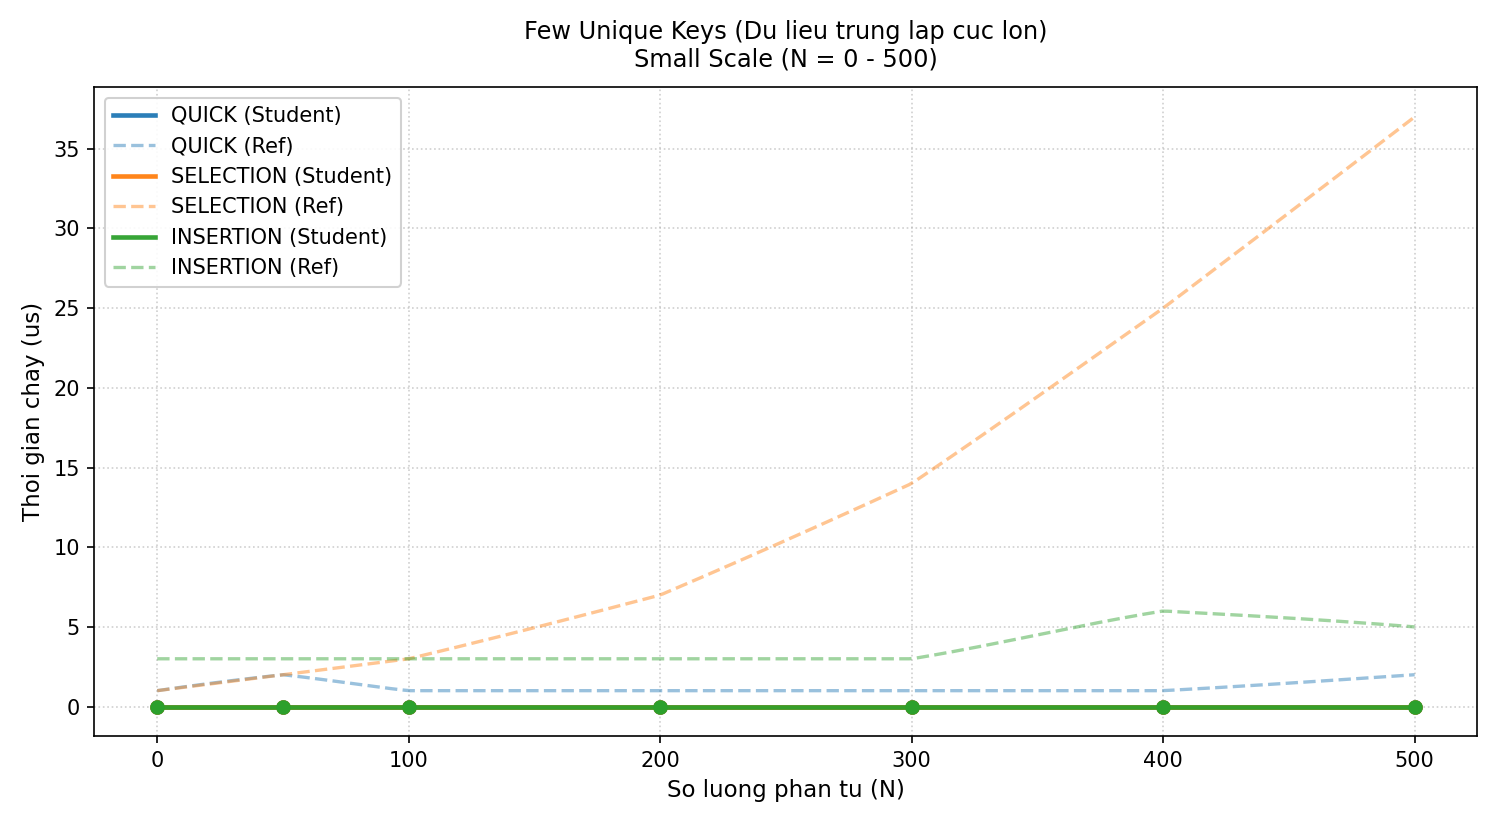 Few Unique Keys (Du lieu trung lap cuc lon)
Small Scale (N = 0 - 500)
QUICK (Student)
QUICK (Ref)
SELECTION (Student)
SELECTION (Ref)
INSERTION (Student)
INSERTION (Ref)
Thoi gian chay (us)
35
30
25
20
15
10
5
0
0
100
200
300
400
500
So luong phan tu (N)